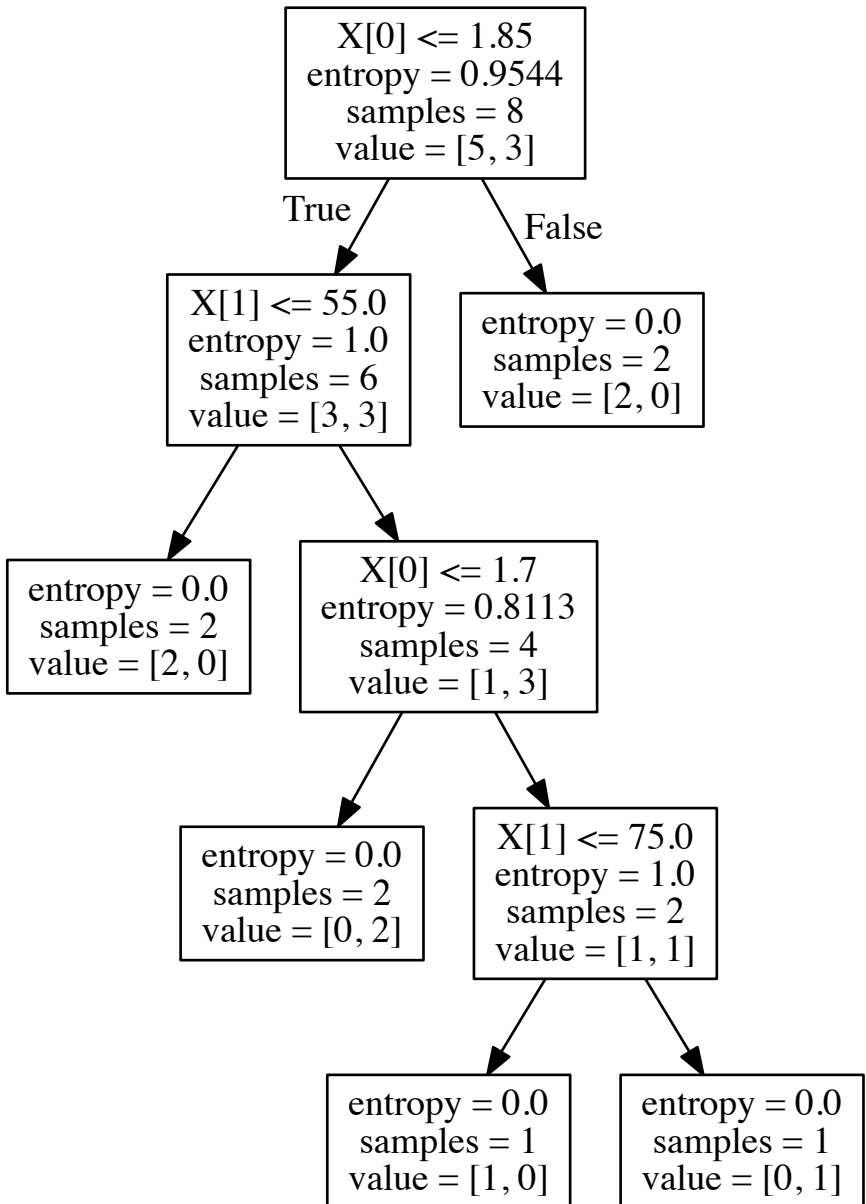 X[0] <= 1.85
entropy = 0.9544
samples = 8
value = [5, 3]
True
False
X[1] <= 55.0
entropy = 1.0
samples = 6
value = [3, 3]
entropy = 0.0
samples = 2
value = [2, 0]
entropy = 0.0
samples = 2
value = [2, 0]
X[0] <= 1.7
entropy = 0.8113
samples = 4
value = [1, 3]
entropy = 0.0
samples = 2
value = [0, 2]
X[1] <= 75.0
entropy = 1.0
samples = 2
value = [1, 1]
entropy = 0.0
samples = 1
value = [1, 0]
entropy = 0.0
samples = 1
value = [0, 1]